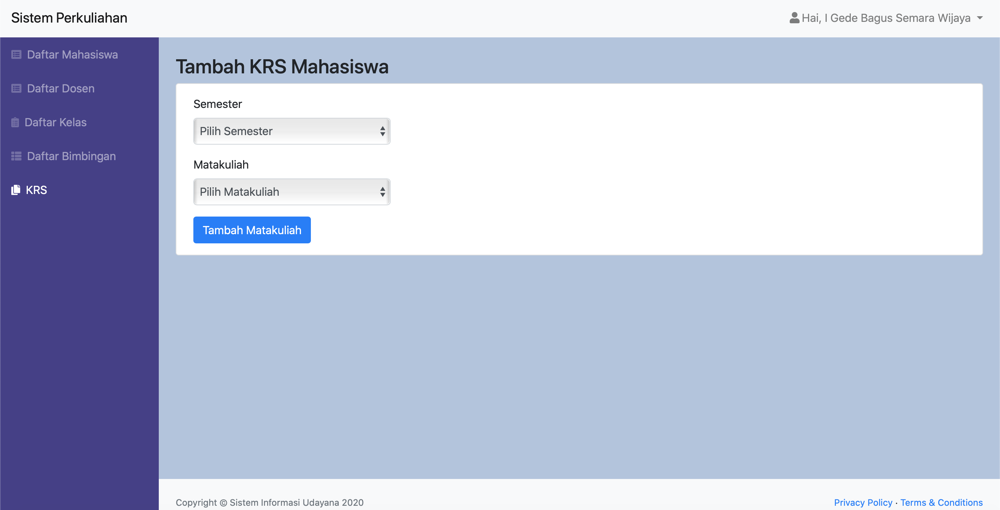 Sistem Perkuliahan
Hai, I Gede Bagus Semara Wijaya
Daftar Mahasiswa
Daftar Dosen
Daftar Kelas
Daftar Bimbingan
KRS
Tambah KRS Mahasiswa
Semester
Pilih Semester
Matakuliah
Pilih Matakuliah
Tambah Matakuliah
Copyright © Sistem Informasi Udayana 2020
Privacy Policy · Terms & Conditions